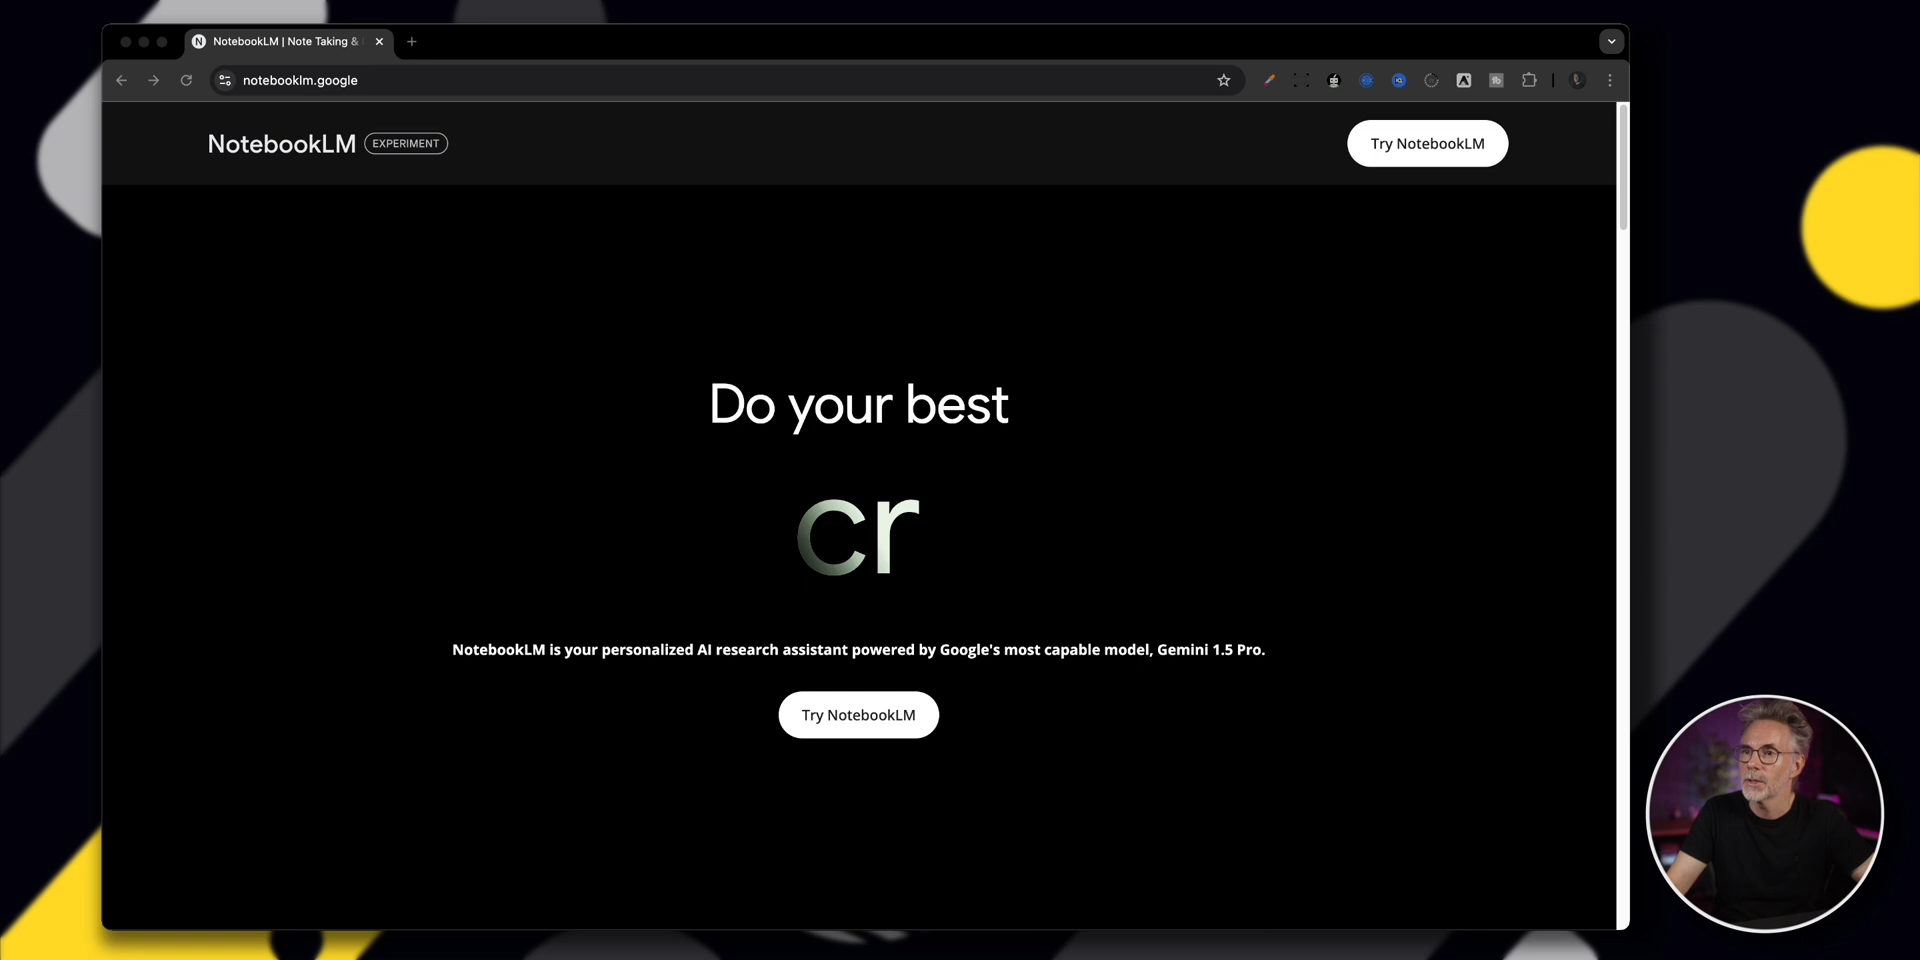 NotebookLM | Note Taking &
notebooklm.google
NotebookLM EXPERIMENT
Try NotebookLM
Do your best
cr
NotebookLM is your personalized AI research assistant powered by Google's most capable model, Gemini 1.5 Pro.
Try NotebookLM